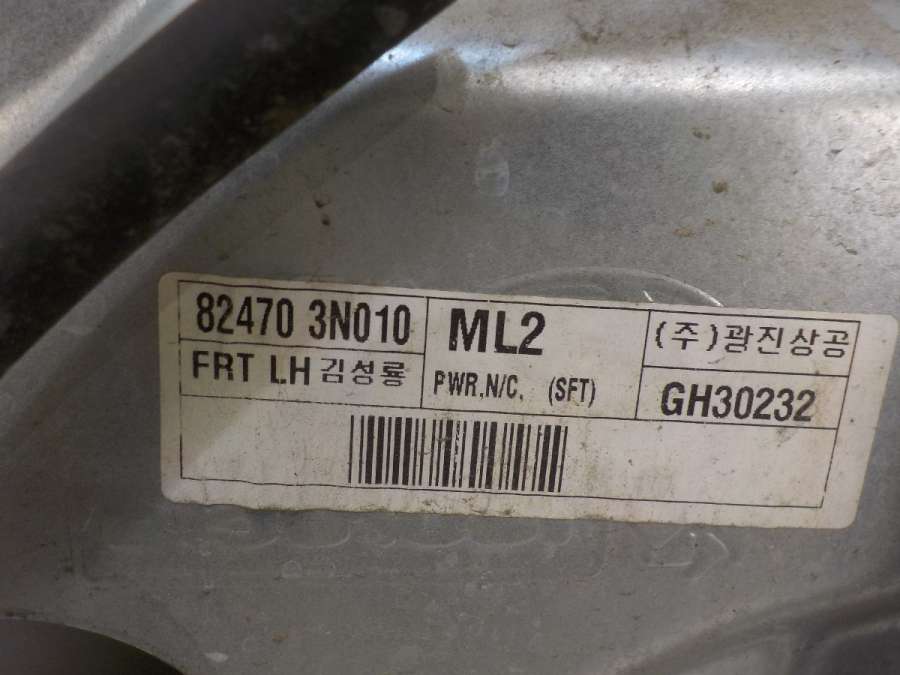 82470 3N010
FRT LH 김성룡
ML2
PWR,N/C, (SFT)
(주)광진상공
GH30232